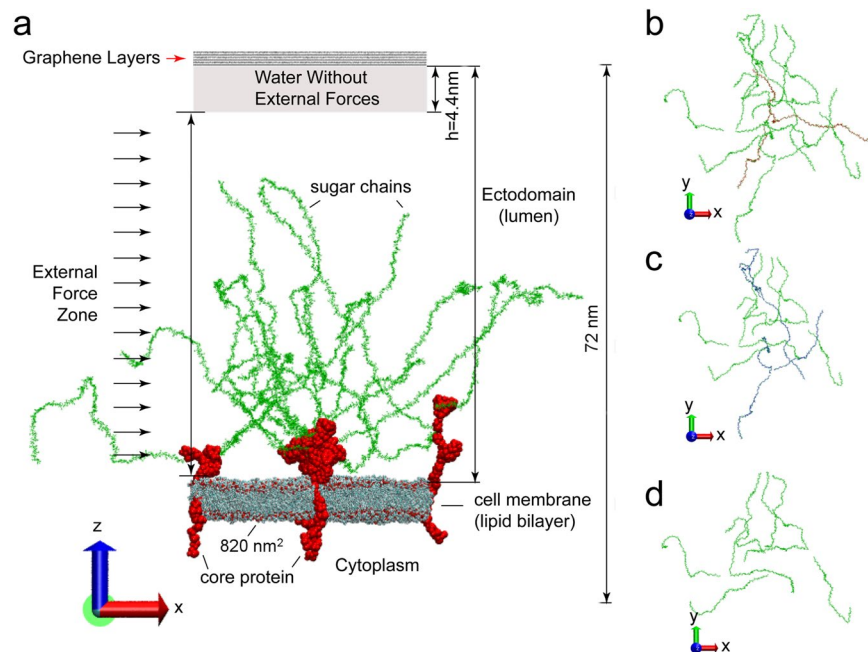 a
Graphene Layers
Water Without
External Forces
h=4.4nm
sugar chains
Ectodomain
(lumen)
External
Force
Zone
72 nm
cell membrane
(lipid bilayer)
820 nm²
core protein
Cytoplasm
z
x
b
y
x
c
y
x
d
y
x